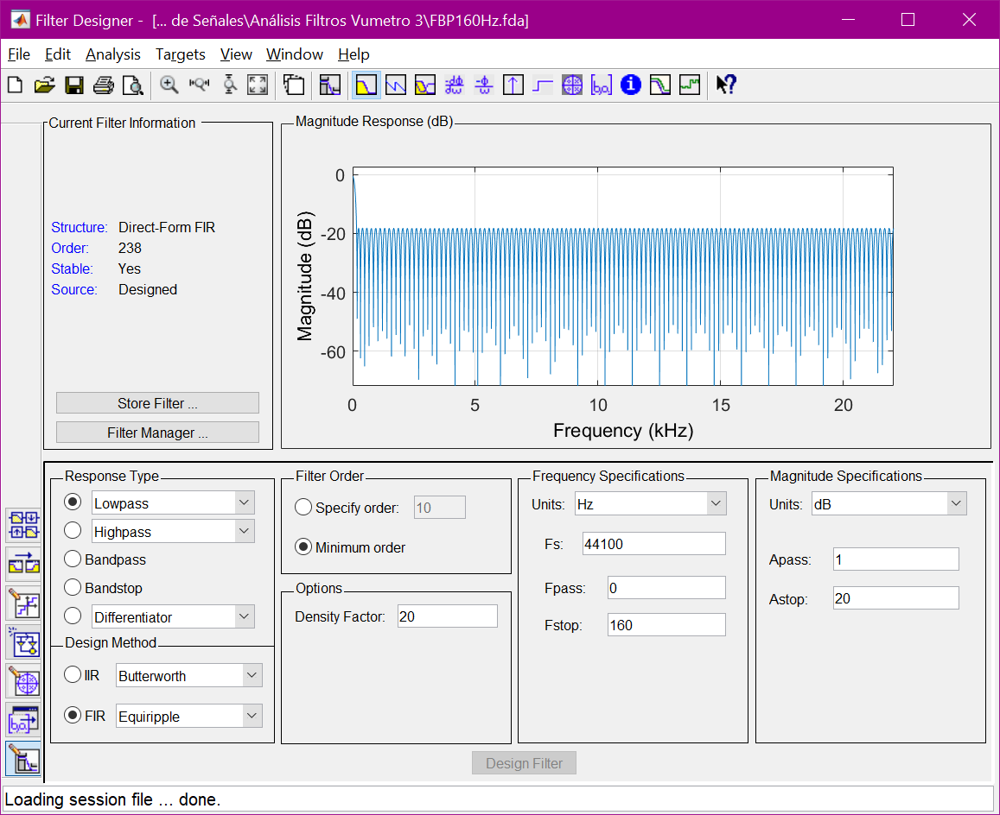 Filter Designer - [... de Señales\Análisis Filtros Vumetro 3\FBP160Hz.fda]
File Edit Analysis Targets View Window Help
Current Filter Information
Structure: Direct-Form FIR
Order: 238
Stable: Yes
Source: Designed
Store Filter ...
Filter Manager ...
Magnitude Response (dB)
Magnitude (dB)
0
-20
-40
-60
0 5 10 15 20
Frequency (kHz)
Response Type
Lowpass
Highpass
Bandpass
Bandstop
Differentiator
Design Method
IIR Butterworth
FIR Equiripple
Filter Order
Specify order: 10
Minimum order
Options
Density Factor: 20
Frequency Specifications
Units: Hz
Fs: 44100
Fpass: 0
Fstop: 160
Magnitude Specifications
Units: dB
Apass: 1
Astop: 20
Design Filter
Loading session file ... done.